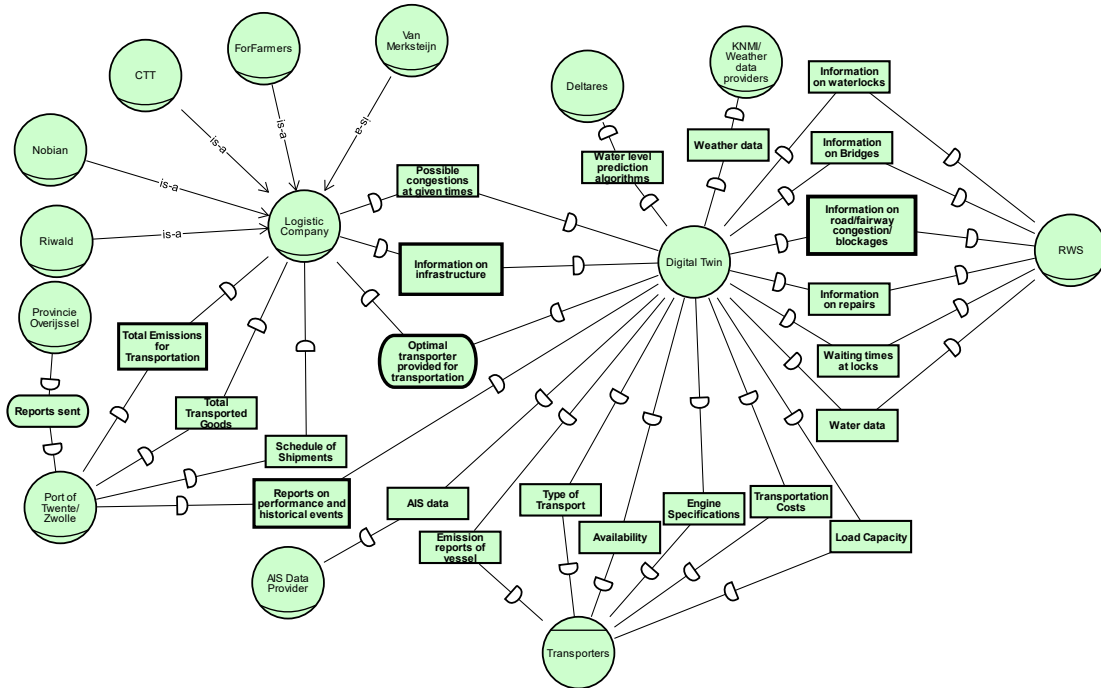 CTT
ForFarmers
Van
Merksteijn
Nobian
Riwald
is-a
is-a
is-a
is-a
is-a
Logistic
Company
Provincie
Overijssel
Reports sent
Port of
Twente/
Zwolle
Total Emissions
for
Transportation
Total
Transported
Goods
Schedule of
Shipments
Reports on
performance and
historical events
Possible
congestions
at given times
Information on
infrastructure
Optimal
transporter
provided for
transportation
Deltares
KNMI/
Weather
data
providers
Water level
prediction
algorithms
Weather data
Digital Twin
Information
on waterlocks
Information
on Bridges
Information on
road/fairway
congestion/
blockages
Information
on repairs
Waiting times
at locks
Water data
RWS
AIS data
AIS Data
Provider
Emission
reports of
vessel
Type of
Transport
Availability
Engine
Specifications
Transportation
Costs
Load Capacity
Transporters